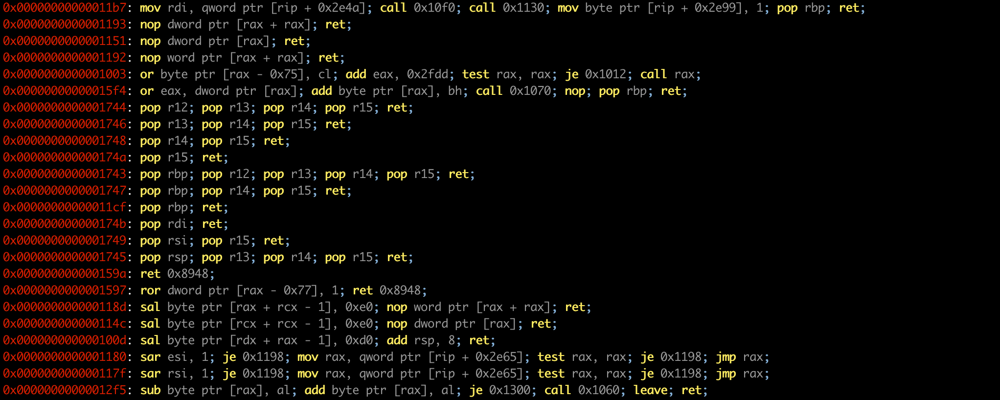 0x00000000000011b7: mov rdi, qword ptr [rip + 0x2e4a]; call 0x10f0; call 0x1130; mov byte ptr [rip + 0x2e99], 1; pop rbp; ret;
0x0000000000001193: nop dword ptr [rax + rax]; ret;
0x0000000000001151: nop dword ptr [rax]; ret;
0x0000000000001192: nop word ptr [rax + rax]; ret;
0x0000000000001003: or byte ptr [rax - 0x75], cl; add eax, 0x2fdd; test rax, rax; je 0x1012; call rax;
0x00000000000015f4: or eax, dword ptr [rax]; add byte ptr [rax], bh; call 0x1070; nop; pop rbp; ret;
0x0000000000001744: pop r12; pop r13; pop r14; pop r15; ret;
0x0000000000001746: pop r13; pop r14; pop r15; ret;
0x0000000000001748: pop r14; pop r15; ret;
0x000000000000174a: pop r15; ret;
0x0000000000001743: pop rbp; pop r12; pop r13; pop r14; pop r15; ret;
0x0000000000001747: pop rbp; pop r14; pop r15; ret;
0x00000000000011cf: pop rbp; ret;
0x000000000000174b: pop rdi; ret;
0x0000000000001749: pop rsi; pop r15; ret;
0x0000000000001745: pop rsp; pop r13; pop r14; pop r15; ret;
0x000000000000159a: ret 0x8948;
0x0000000000001597: ror dword ptr [rax - 0x77], 1; ret 0x8948;
0x000000000000118d: sal byte ptr [rax + rcx - 1], 0xe0; nop word ptr [rax + rax]; ret;
0x000000000000114c: sal byte ptr [rcx + rcx - 1], 0xe0; nop dword ptr [rax]; ret;
0x000000000000100d: sal byte ptr [rdx + rax - 1], 0xd0; add rsp, 8; ret;
0x0000000000001180: sar esi, 1; je 0x1198; mov rax, qword ptr [rip + 0x2e65]; test rax, rax; je 0x1198; jmp rax;
0x000000000000117f: sar rsi, 1; je 0x1198; mov rax, qword ptr [rip + 0x2e65]; test rax, rax; je 0x1198; jmp rax;
0x00000000000012f5: sub byte ptr [rax], al; add byte ptr [rax], al; je 0x1300; call 0x1060; leave; ret;